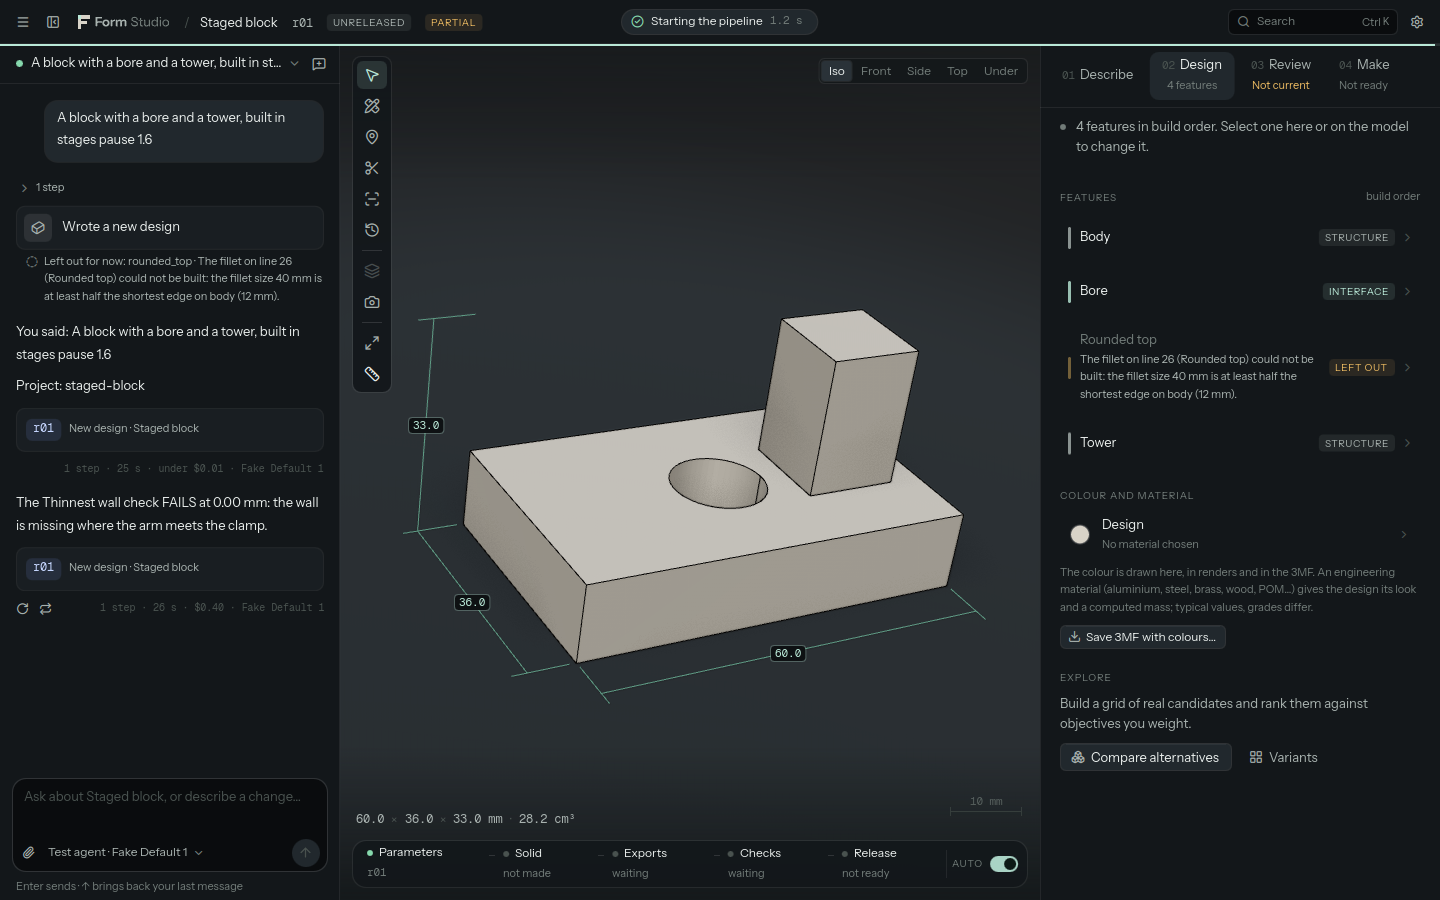 Form Studio / Staged block r01 UNRELEASED PARTIAL
Starting the pipeline 1.2 s
Search Ctrl K
A block with a bore and a tower, built in st...
A block with a bore and a tower, built in
stages pause 1.6
1 step
Wrote a new design
Left out for now: rounded_top · The fillet on line 26
(Rounded top) could not be built: the fillet size 40 mm is
at least half the shortest edge on body (12 mm).
You said: A block with a bore and a tower, built in
stages pause 1.6
Project: staged-block
r01 New design · Staged block
1 step · 25 s · under $0.01 · Fake Default 1
The Thinnest wall check FAILS at 0.00 mm: the wall
is missing where the arm meets the clamp.
r01 New design · Staged block
1 step · 26 s · $0.40 · Fake Default 1
Ask about Staged block, or describe a change...
Test agent · Fake Default 1
Enter sends · ↑ brings back your last message
Iso Front Side Top Under
33.0
36.0
60.0
10 mm
60.0 × 36.0 × 33.0 mm · 28.2 cm³
Parameters Solid Exports Checks Release
r01 not made waiting waiting not ready
AUTO
01 Describe
02 Design
4 features
03 Review
Not current
04 Make
Not ready
4 features in build order. Select one here or on the model
to change it.
FEATURES build order
Body STRUCTURE
Bore INTERFACE
Rounded top
The fillet on line 26 (Rounded top) could not be
built: the fillet size 40 mm is at least half the
shortest edge on body (12 mm).
LEFT OUT
Tower STRUCTURE
COLOUR AND MATERIAL
Design
No material chosen
The colour is drawn here, in renders and in the 3MF. An engineering
material (aluminium, steel, brass, wood, POM...) gives the design its look
and a computed mass; typical values, grades differ.
Save 3MF with colours...
EXPLORE
Build a grid of real candidates and rank them against
objectives you weight.
Compare alternatives Variants